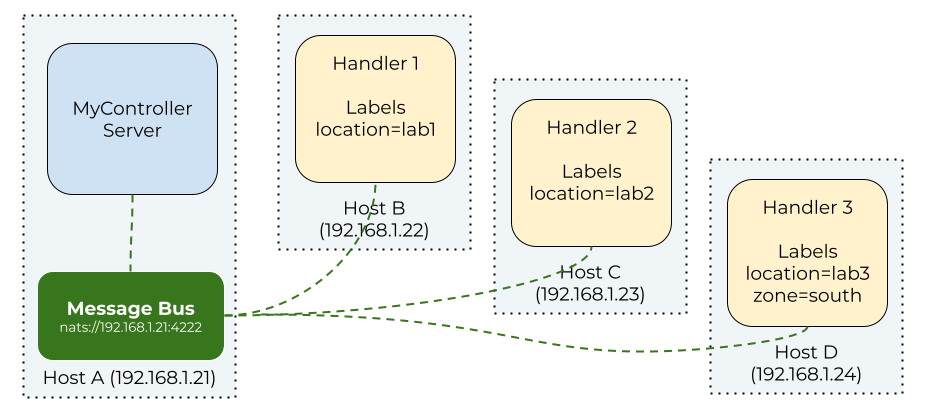 MyController
Server
Message Bus
nats://192.168.1.21:4222
Host A (192.168.1.21)
Handler 1
Labels
location=lab1
Host B
(192.168.1.22)
Handler 2
Labels
location=lab2
Host C
(192.168.1.23)
Handler 3
Labels
location=lab3
zone=south
Host D
(192.168.1.24)